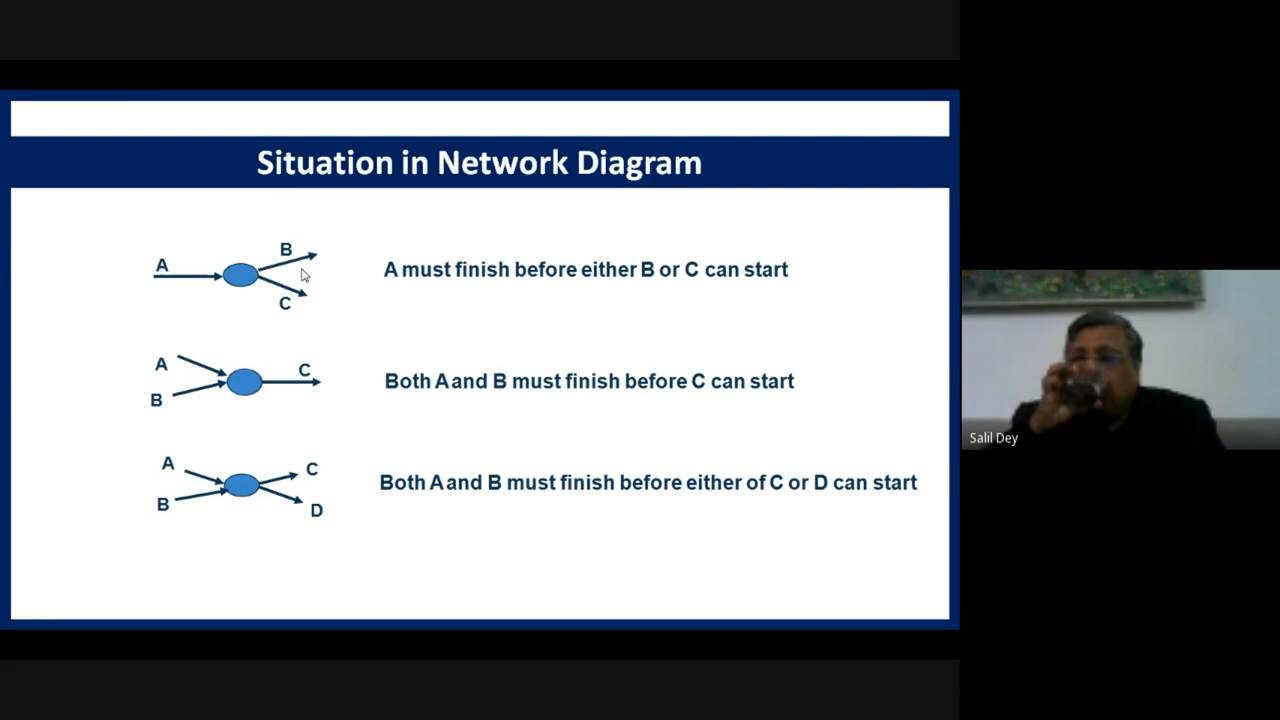 Situation in Network Diagram
A
B
C
A must finish before either B or C can start
A
B
C
Both A and B must finish before C can start
A
B
C
D
Both A and B must finish before either of C or D can start
Salil Dey